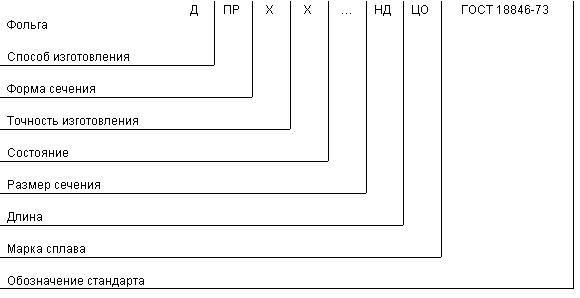 Д ПР Х Х ... НД ЦО ГОСТ 18846-73
Фольга
Способ изготовления
Форма сечения
Точность изготовления
Состояние
Размер сечения
Длина
Марка сплава
Обозначение стандарта